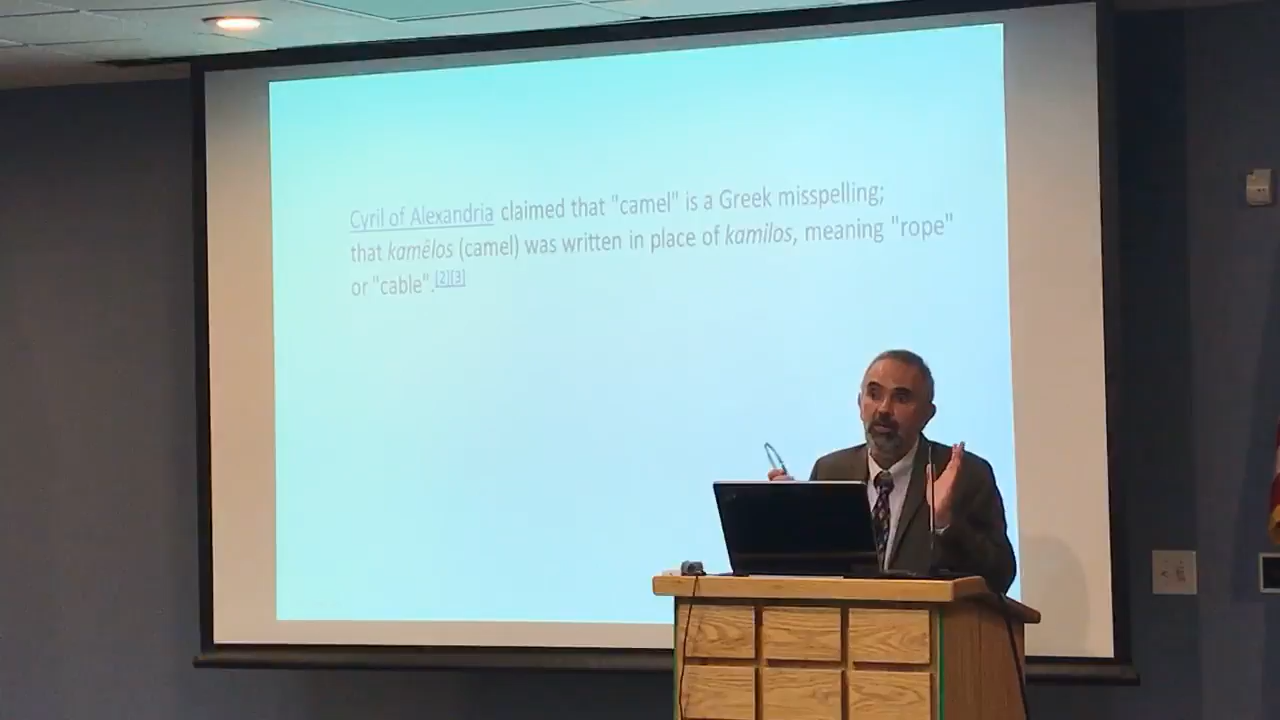 Cyril of Alexandria claimed that "camel" is a Greek misspelling;
that kamêlos (camel) was written in place of kamilos, meaning "rope"
or "cable".[2][3]